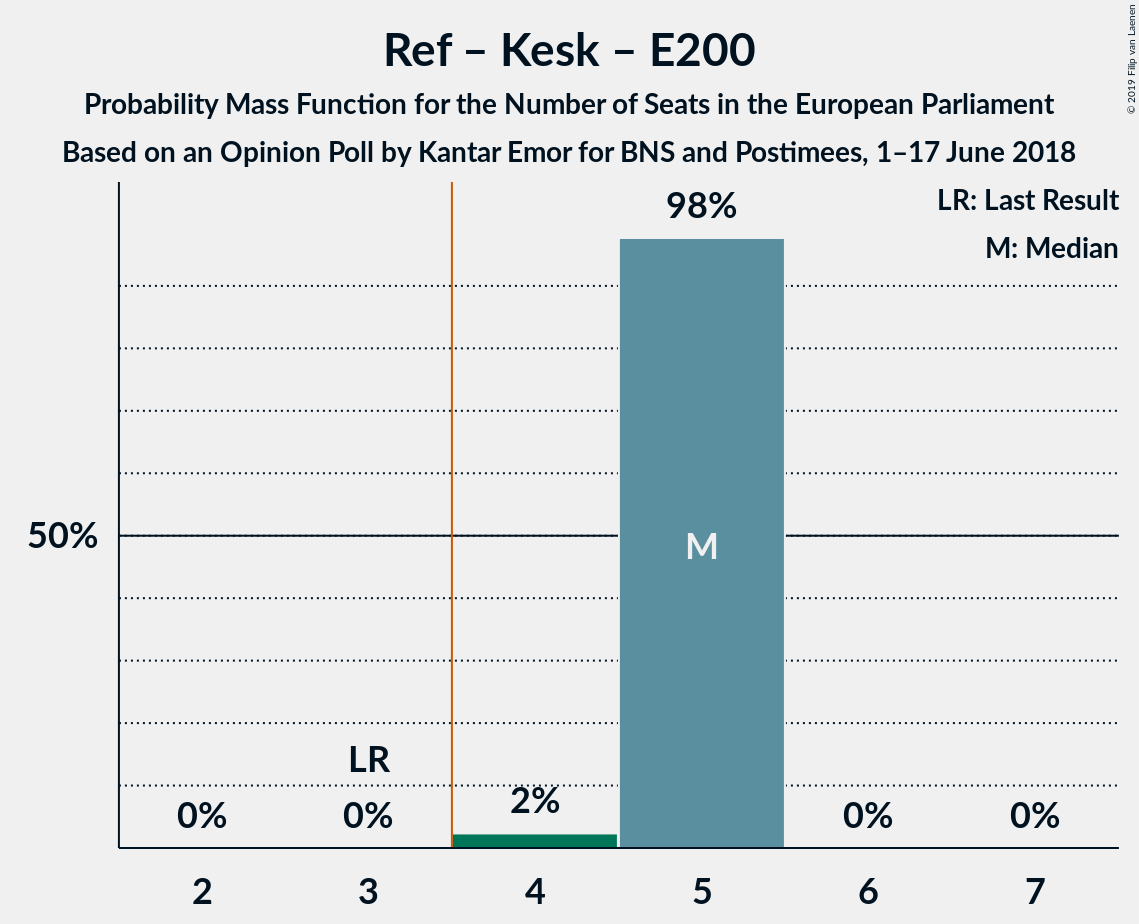 Ref – Kesk – E200
Probability Mass Function for the Number of Seats in the European Parliament
Based on an Opinion Poll by Kantar Emor for BNS and Postimees, 1–17 June 2018
© 2019 Filip van Laenen
LR: Last Result
M: Median
98%
50%
M
LR
0%
0%
2%
0%
0%
2
3
4
5
6
7